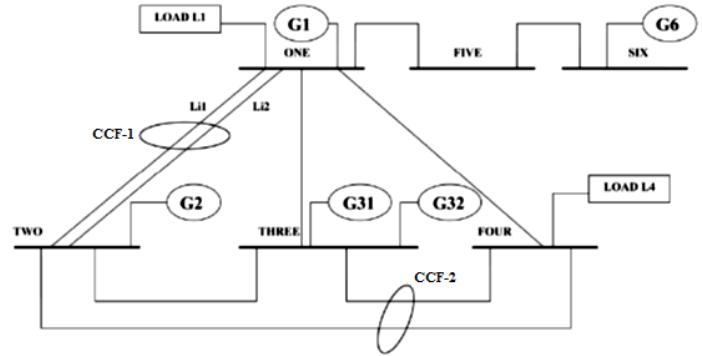 LOAD L1
G1
G6
ONE
FIVE
SIX
Li1
Li2
CCF-1
G2
G31
G32
LOAD L4
TWO
THREE
FOUR
CCF-2